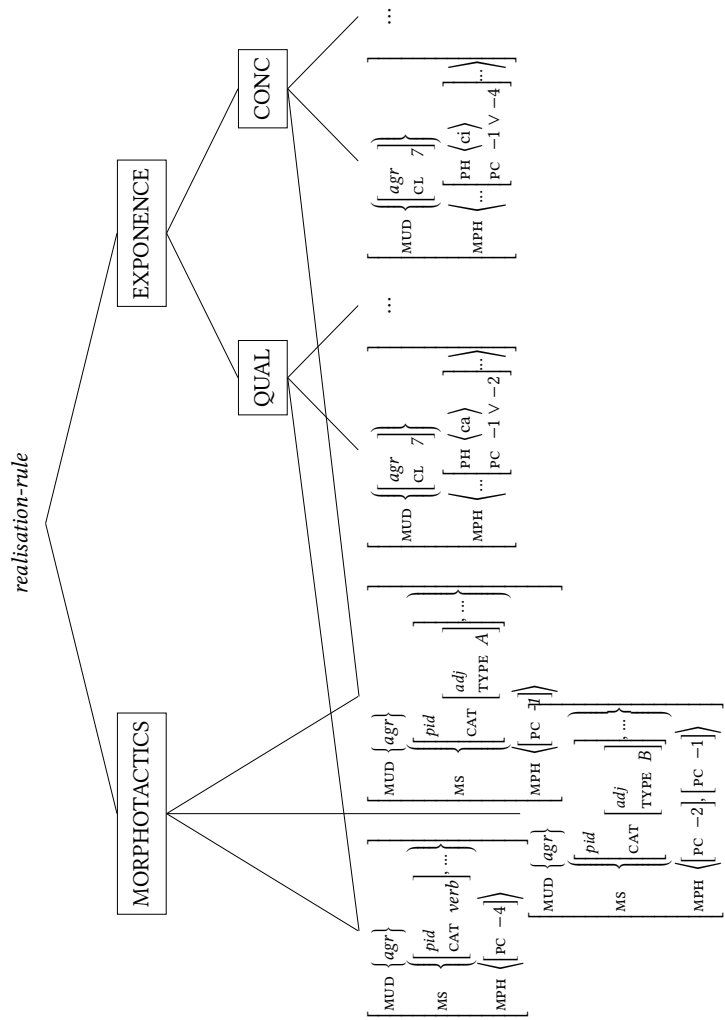 realisation-rule
MORPHOTACTICS
EXPONENCE
QUAL
CONC
MUD {agr}
MS {[pid CAT verb], ...}
MPH ⟨[PC −4]⟩
MUD {agr}
MS {[pid CAT [adj TYPE B]], ...}
MPH ⟨[PC −2], [PC −1]⟩
MUD {agr}
MS {[pid CAT [adj TYPE A]], ...}
MPH ⟨[PC -1]⟩
MUD {[agr CL 7]}
MPH ⟨... [PH ⟨ca⟩ PC −1 ∨ −2] ...⟩
...
MUD {[agr CL 7]}
MPH ⟨... [PH ⟨ci⟩ PC −1 ∨ −4] ...⟩
...